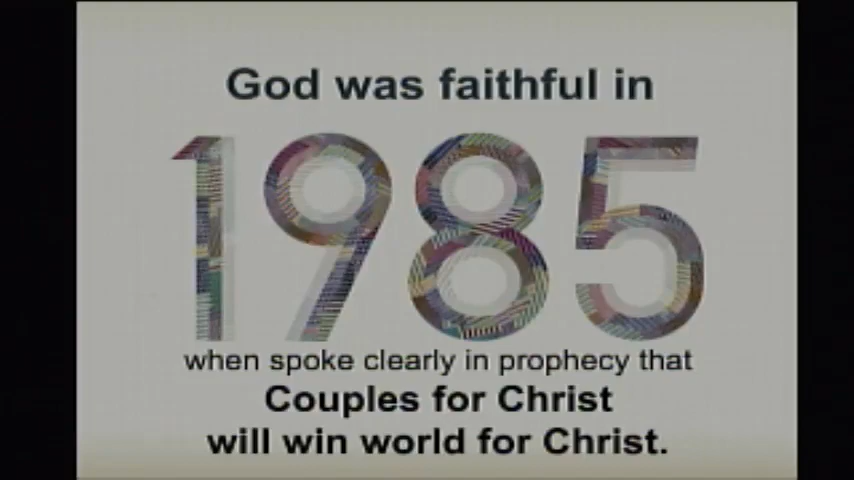 God was faithful in
1985
when spoke clearly in prophecy that
Couples for Christ
will win world for Christ.